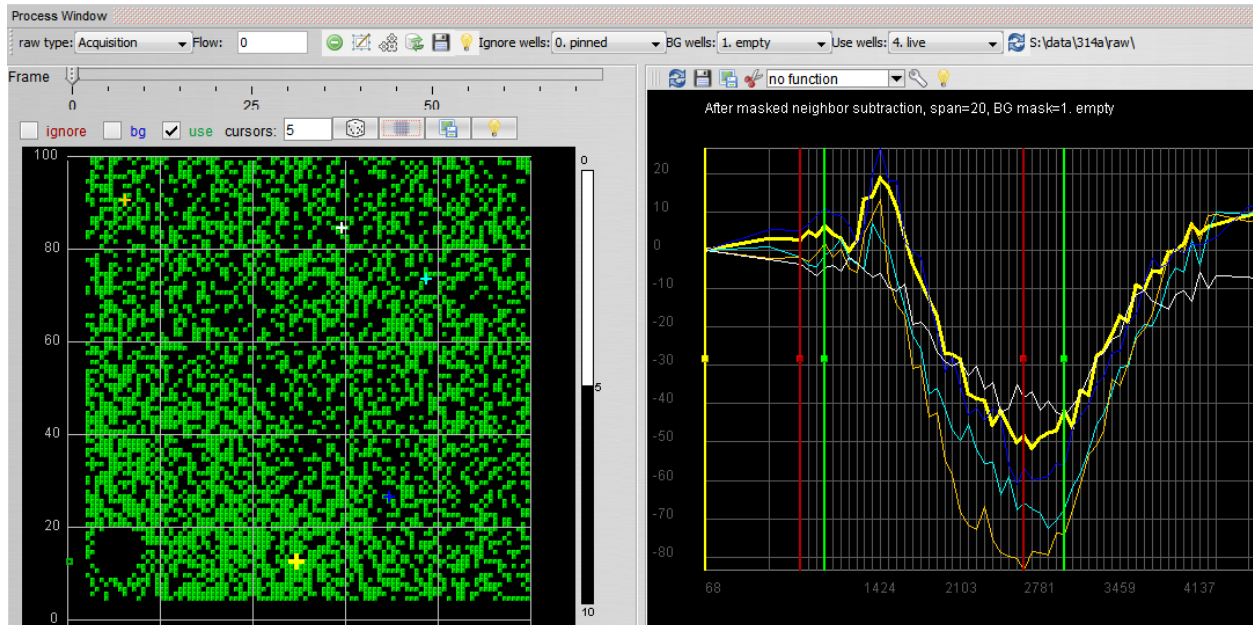 Process Window
raw type: Acquisition Flow: 0 Ignore wells: 0. pinned BG wells: 1. empty Use wells: 4. live S:\data\314a\raw\
Frame
0 25 50
no function
ignore bg use cursors: 5
After masked neighbor subtraction, span=20, BG mask=1. empty
100
80
60
40
20
0
0
5
10
20
10
0
-10
-20
-30
-40
-50
-60
-70
-80
68 1424 2103 2781 3459 4137